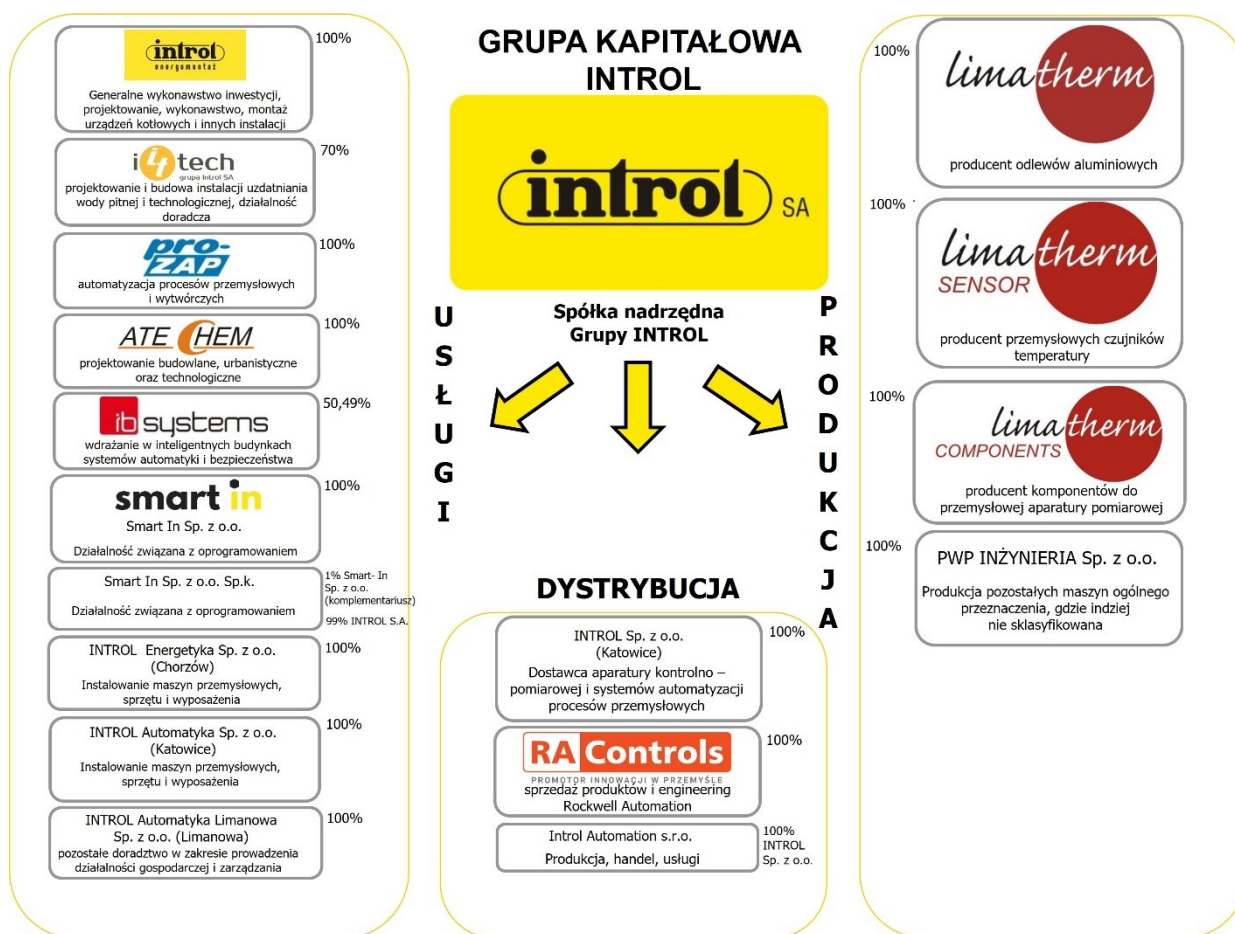 GRUPA KAPITAŁOWA
INTROL
introl SA
Spółka nadrzędna
Grupy INTROL
USŁUGI
introl
energomontaż
100%
Generalne wykonawstwo inwestycji,
projektowanie, wykonawstwo, montaż
urządzeń kotłowych i innych instalacji
i4tech
grupa Introl SA
70%
projektowanie i budowa instalacji uzdatniania
wody pitnej i technologicznej, działalność
doradcza
pro-
ZAP
100%
automatyzacja procesów przemysłowych
i wytwórczych
ATECHEM
100%
projektowanie budowlane, urbanistyczne
oraz technologiczne
ib systems
50,49%
wdrażanie w inteligentnych budynkach
systemów automatyki i bezpieczeństwa
smart in
100%
Smart In Sp. z o.o.
Działalność związana z oprogramowaniem
Smart In Sp. z o.o. Sp.k.
Działalność związana z oprogramowaniem
1% Smart- In
Sp. z o.o.
(komplementariusz)
99% INTROL S.A.
INTROL Energetyka Sp. z o.o.
(Chorzów)
Instalowanie maszyn przemysłowych,
sprzętu i wyposażenia
100%
INTROL Automatyka Sp. z o.o.
(Katowice)
Instalowanie maszyn przemysłowych,
sprzętu i wyposażenia
100%
INTROL Automatyka Limanowa
Sp. z o.o. (Limanowa)
pozostałe doradztwo w zakresie prowadzenia
działalności gospodarczej i zarządzania
100%
DYSTRYBUCJA
INTROL Sp. z o.o.
(Katowice)
Dostawca aparatury kontrolno –
pomiarowej i systemów automatyzacji
procesów przemysłowych
100%
RA Controls
PROMOTOR INNOWACJI W PRZEMYŚLE
sprzedaż produktów i engineering
Rockwell Automation
100%
Introl Automation s.r.o.
Produkcja, handel, usługi
100%
INTROL
Sp. z o.o.
PRODUKCJA
100%
limatherm
producent odlewów aluminiowych
100%
limatherm
SENSOR
producent przemysłowych czujników
temperatury
100%
limatherm
COMPONENTS
producent komponentów do
przemysłowej aparatury pomiarowej
100%
PWP INŻYNIERIA Sp. z o.o.
Produkcja pozostałych maszyn ogólnego
przeznaczenia, gdzie indziej
nie sklasyfikowana